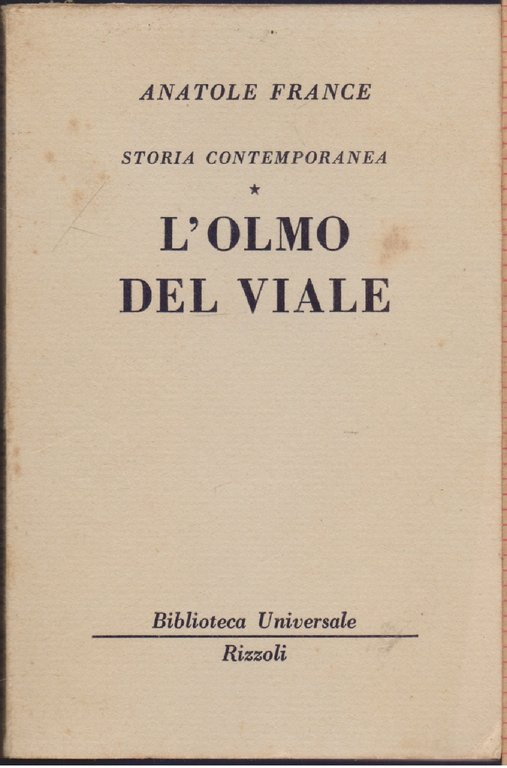 ANATOLE FRANCE
STORIA CONTEMPORANEA
★
L'OLMO
DEL VIALE
Biblioteca Universale
Rizzoli